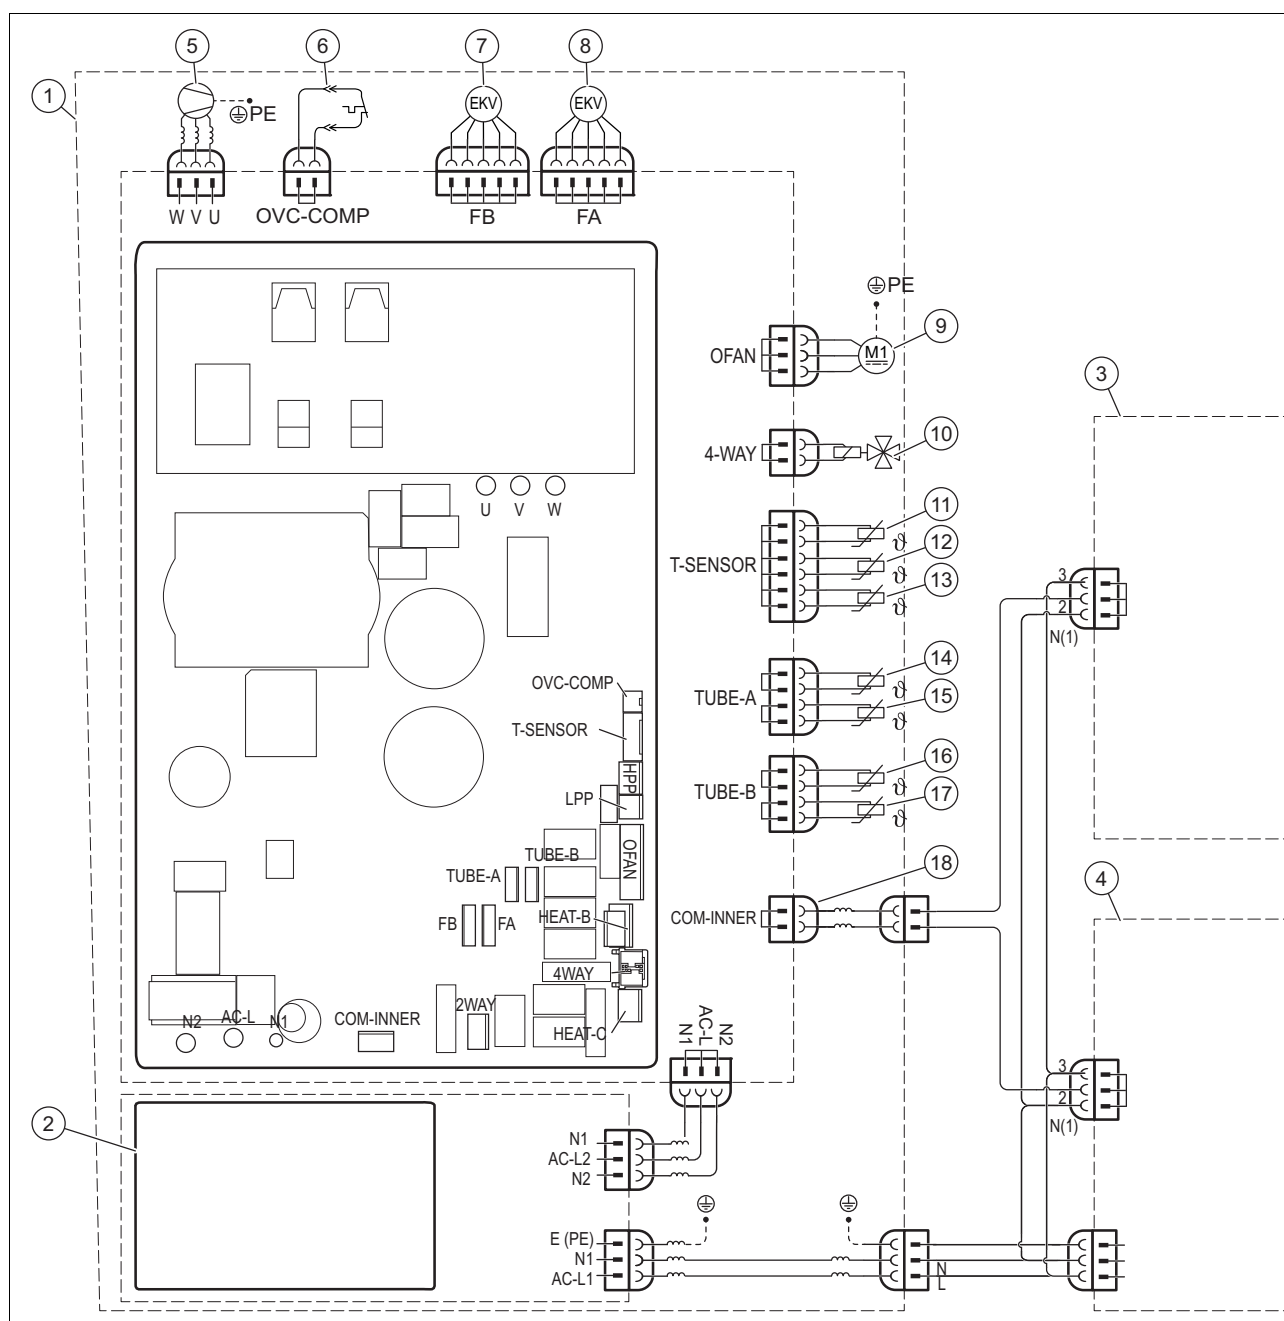 5
6
7
8
1
EKV
EKV
PE
W V U
OVC-COMP
FB
FA
PE
9
OFAN
M1
3
10
4-WAY
U
V
W
11
12
T-SENSOR
13
ϑ
ϑ
ϑ
3
2
N(1)
14
TUBE-A
15
ϑ
ϑ
OVC-COMP
T-SENSOR
HPP
LPP
16
TUBE-B
17
ϑ
ϑ
OFAN
TUBE-B
TUBE-A
18
4
FB
FA
HEAT-B
COM-INNER
4WAY
2WAY
N2
AC-L
N1
COM-INNER
HEAT-C
N1
AC-L
N2
3
2
N(1)
2
N1
AC-L2
N2
E (PE)
N1
AC-L1
N
L